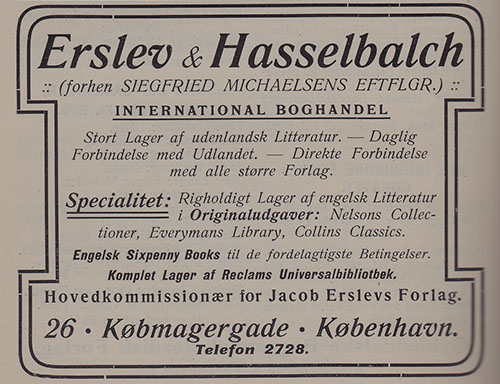 Erslev & Hasselbalch
:: (forhen SIEGFRIED MICHAELSENS EFTFLGR.) ::
INTERNATIONAL BOGHANDEL
Stort Lager af udenlandsk Litteratur. — Daglig
Forbindelse med Udlandet. — Direkte Forbindelse
med alle større Forlag.
Specialitet: Righoldigt Lager af engelsk Litteratur
i Originaludgaver: Nelsons Collec-
tioner, Everymans Library, Collins Classics.
Engelsk Sixpenny Books til de fordelagtigste Betingelser.
Komplet Lager af Reclams Universalbibliothek.
Hovedkommissionær for Jacob Erslevs Forlag.
26 · Købmagergade · København.
Telefon 2728.